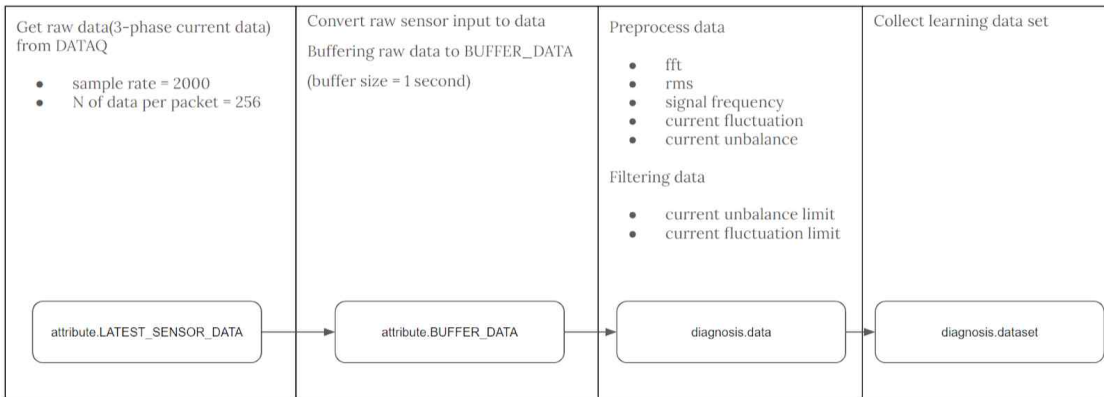 Get raw data(3-phase current data)
from DATAQ
● sample rate = 2000
● N of data per packet = 256
attribute.LATEST_SENSOR_DATA
Convert raw sensor input to data
Buffering raw data to BUFFER_DATA
(buffer size = 1 second)
attribute.BUFFER_DATA
Preprocess data
● fft
● rms
● signal frequency
● current fluctuation
● current unbalance
Filtering data
● current unbalance limit
● current fluctuation limit
diagnosis.data
Collect learning data set
diagnosis.dataset